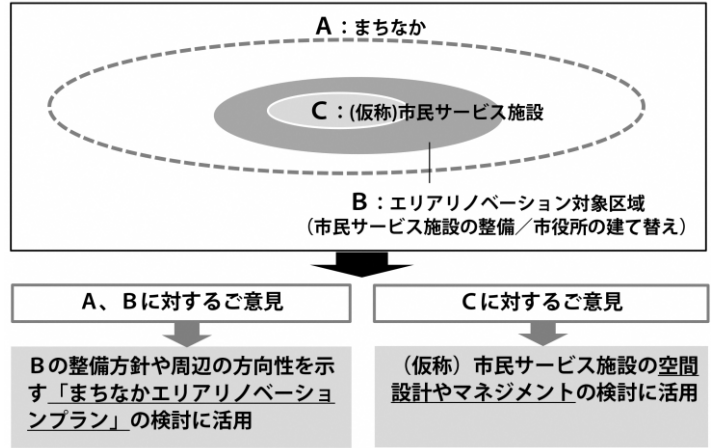 A：まちなか
C：(仮称)市民サービス施設
B：エリアリノベーション対象区域
（市民サービス施設の整備／市役所の建て替え）
A、Bに対するご意見
Cに対するご意見
Bの整備方針や周辺の方向性を示
す「まちなかエリアリノベーショ
ンプラン」の検討に活用
（仮称）市民サービス施設の空間
設計やマネジメントの検討に活用